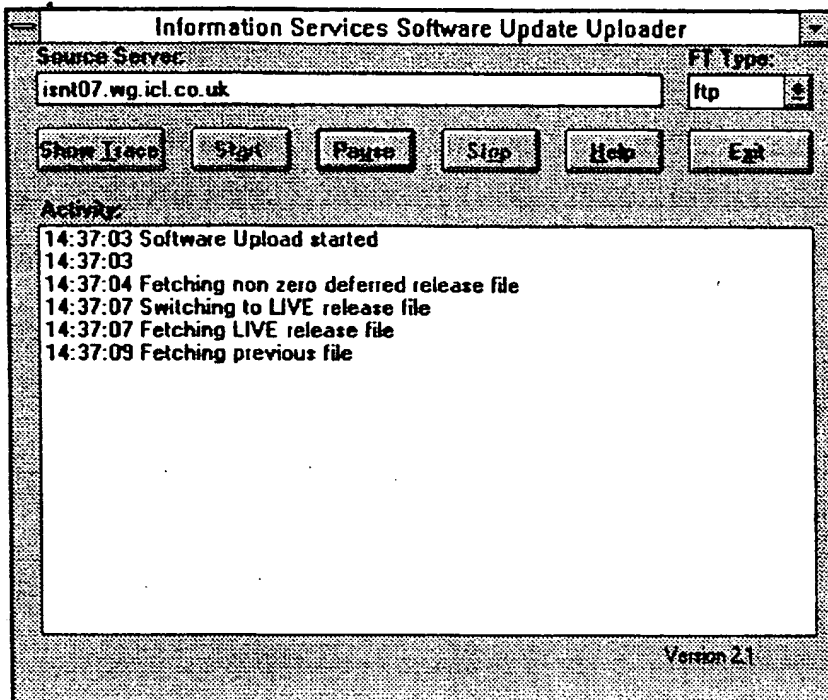 Information Services Software Update Uploader
Source Server:
FT Type:
isnt07.wg.icl.co.uk
ftp
Show Trace
Start
Pause
Stop
Help
Exit
Activity:
14:37:03 Software Upload started
14:37:03
14:37:04 Fetching non zero deferred release file
14:37:07 Switching to LIVE release file
14:37:07 Fetching LIVE release file
14:37:09 Fetching previous file
Version 2.1